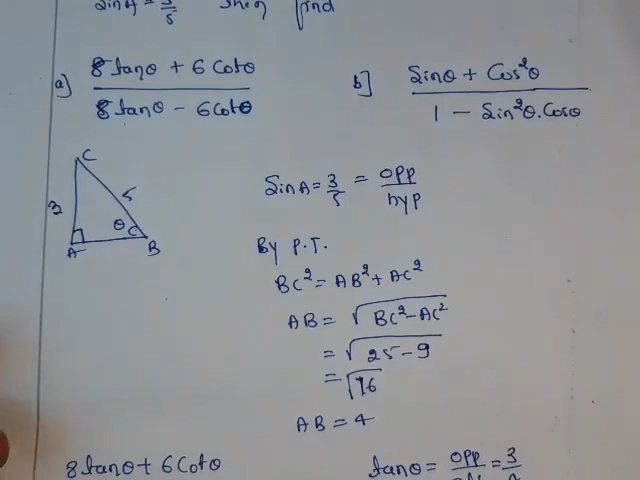 SinA = 3/5 then find
a] (8 tanθ + 6 Cotθ) / (8 tanθ - 6 Cotθ)
b] (Sinθ + Cos²θ) / (1 - Sin²θ.Cosθ)
C
3 5
θ
A B
SinA = 3/5 = opp/hyp
By P.T.
BC² = AB² + AC²
AB = √(BC² - AC²)
= √(25 - 9)
= √16
AB = 4
8 tanθ + 6 Cotθ
tanθ = opp/ = 3/